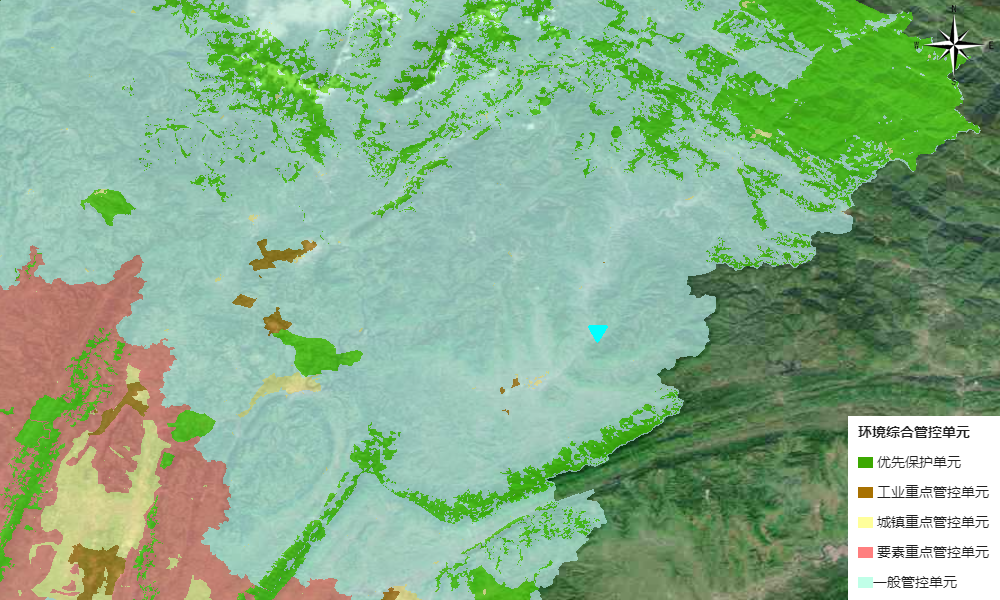 N
W
E
环境综合管控单元
优先保护单元
工业重点管控单元
城镇重点管控单元
要素重点管控单元
一般管控单元